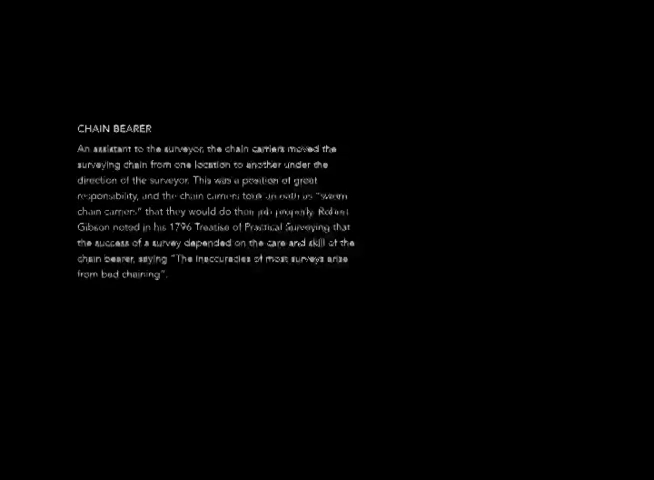 CHAIN BEARER
An assistant to the surveyor, the chain carriers moved the
surveying chain from one location to another under the
direction of the surveyor. This was a position of great
responsibility, and the chain carriers took an oath as "sworn
chain carriers" that they would do their job properly. Robert
Gibson noted in his 1796 Treatise of Practical Surveying that
the success of a survey depended on the care and skill of the
chain bearer, saying "The inaccuracies of most surveys arise
from bad chaining".